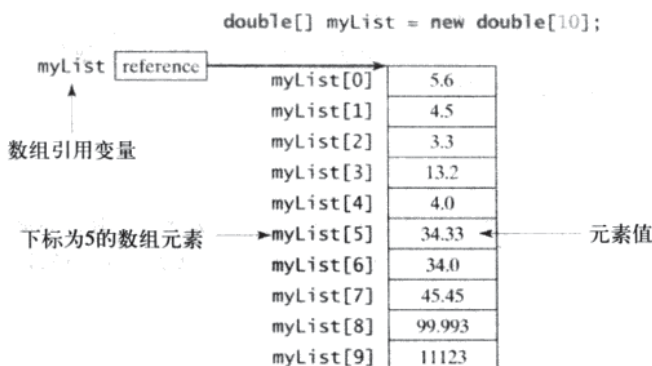 double[] myList = new double[10];
myList reference
myList[0] 5.6
myList[1] 4.5
数组引用变量
myList[2] 3.3
myList[3] 13.2
myList[4] 4.0
下标为5的数组元素 myList[5] 34.33 元素值
myList[6] 34.0
myList[7] 45.45
myList[8] 99.993
myList[9] 11123